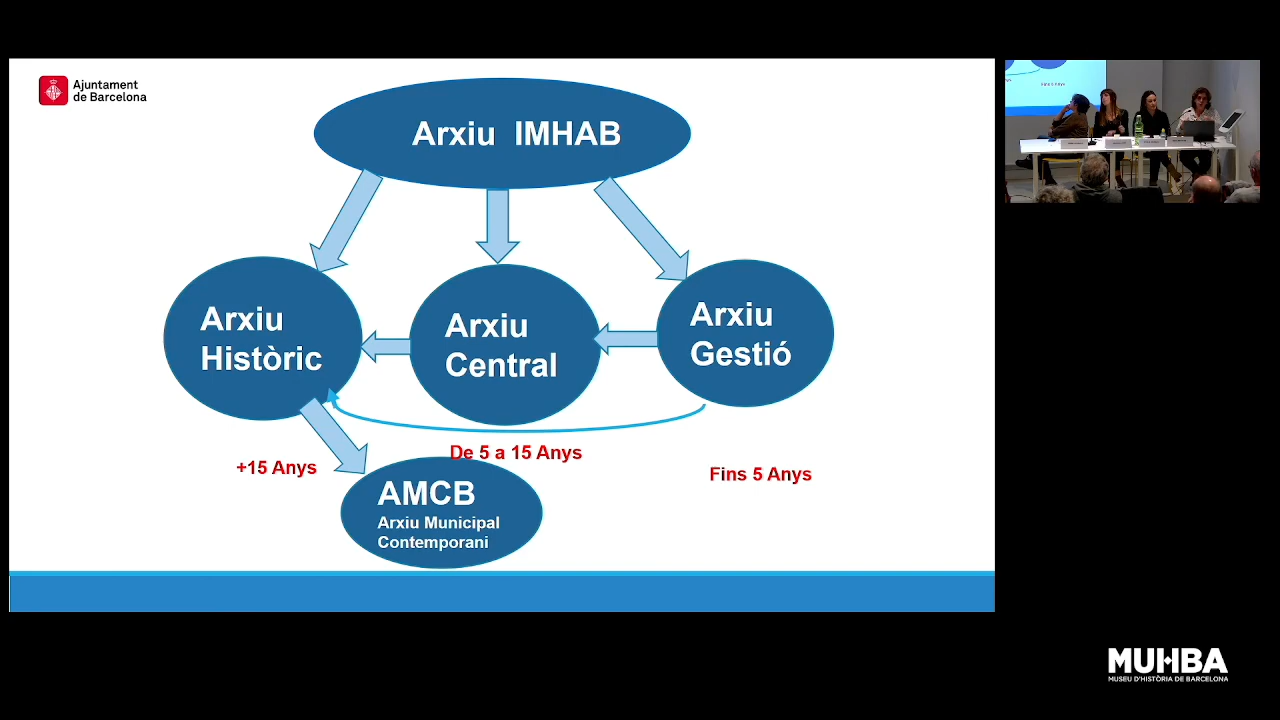 Ajuntament
de Barcelona
Arxiu IMHAB
Arxiu
Històric
Arxiu
Central
Arxiu
Gestió
+15 Anys
De 5 a 15 Anys
Fins 5 Anys
AMCB
Arxiu Municipal
Contemporani
MUHBA
MUSEU D'HISTÒRIA DE BARCELONA